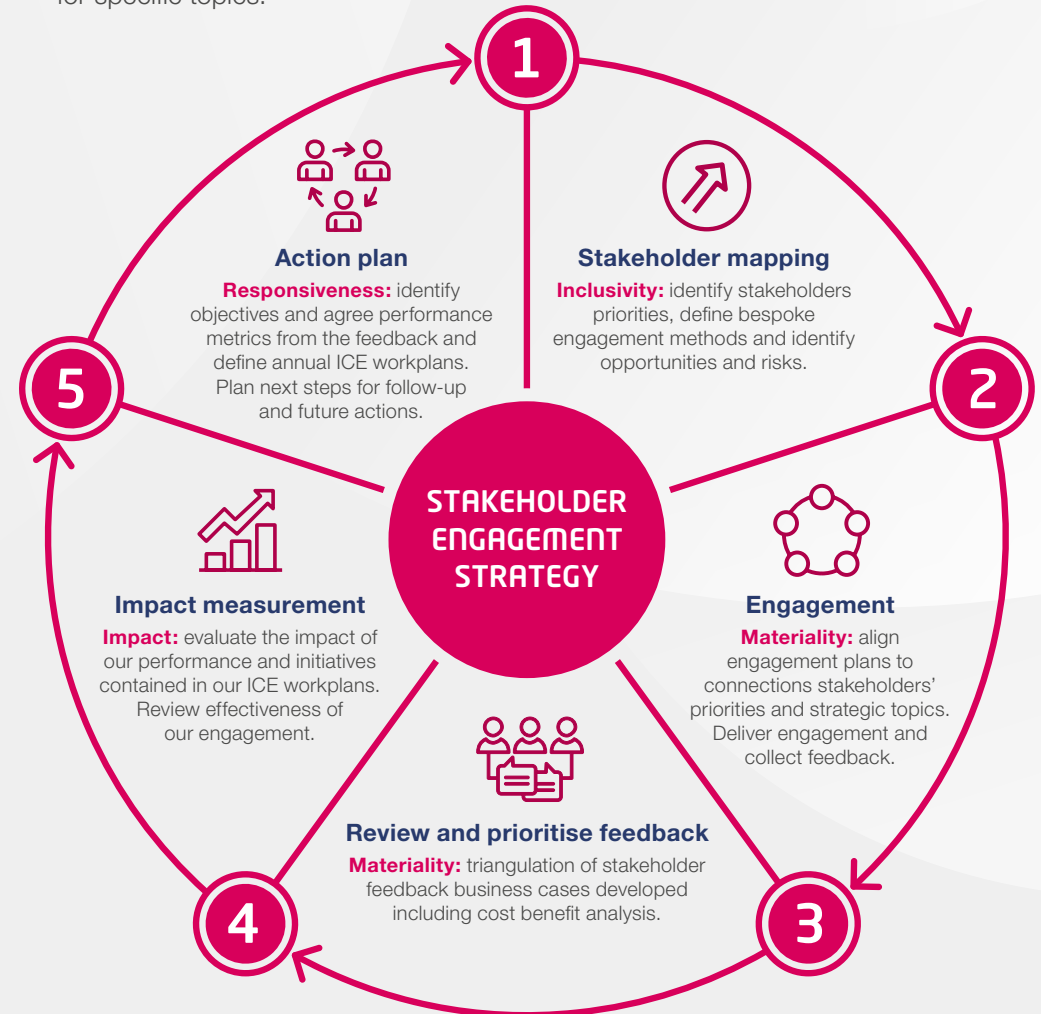 for specific topics.
1
Stakeholder mapping
Inclusivity: identify stakeholders
priorities, define bespoke
engagement methods and identify
opportunities and risks.
2
Engagement
Materiality: align
engagement plans to
connections stakeholders’
priorities and strategic topics.
Deliver engagement and
collect feedback.
3
Review and prioritise feedback
Materiality: triangulation of stakeholder
feedback business cases developed
including cost benefit analysis.
4
Impact measurement
Impact: evaluate the impact of
our performance and initiatives
contained in our ICE workplans.
Review effectiveness of
our engagement.
5
Action plan
Responsiveness: identify
objectives and agree performance
metrics from the feedback and
define annual ICE workplans.
Plan next steps for follow-up
and future actions.
STAKEHOLDER
ENGAGEMENT
STRATEGY